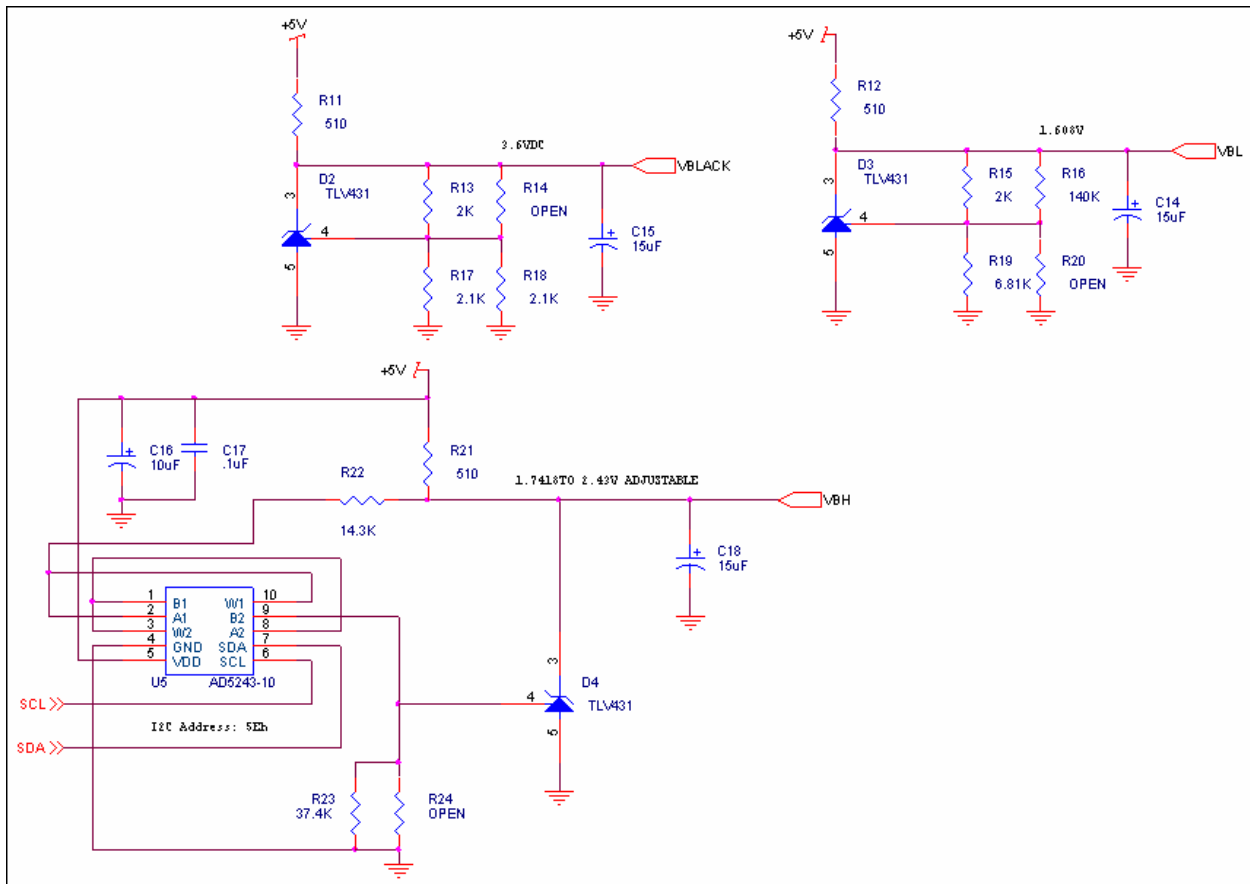 +5V
R11
510
3.6VDC
VBLACK
D2
TLV431
3
4
5
R13
2K
R14
OPEN
C15
15uF
R17
2.1K
R18
2.1K
+5V
R12
510
1.608V
VBL
D3
TLV431
3
4
5
R15
2K
R16
140K
C14
15uF
R19
6.81K
R20
OPEN
+5V
C16
10uF
C17
.1uF
R21
510
R22
14.3K
1.7418TO 2.43V ADJUSTABLE
VBH
C18
15uF
1 B1 W1 10
2 A1 B2 9
3 W2 A2 8
4 GND SDA 7
5 VDD SCL 6
U5 AD5243-10
SCL
I2C Address: 5Eh
SDA
3
4
5
D4
TLV431
R23
37.4K
R24
OPEN